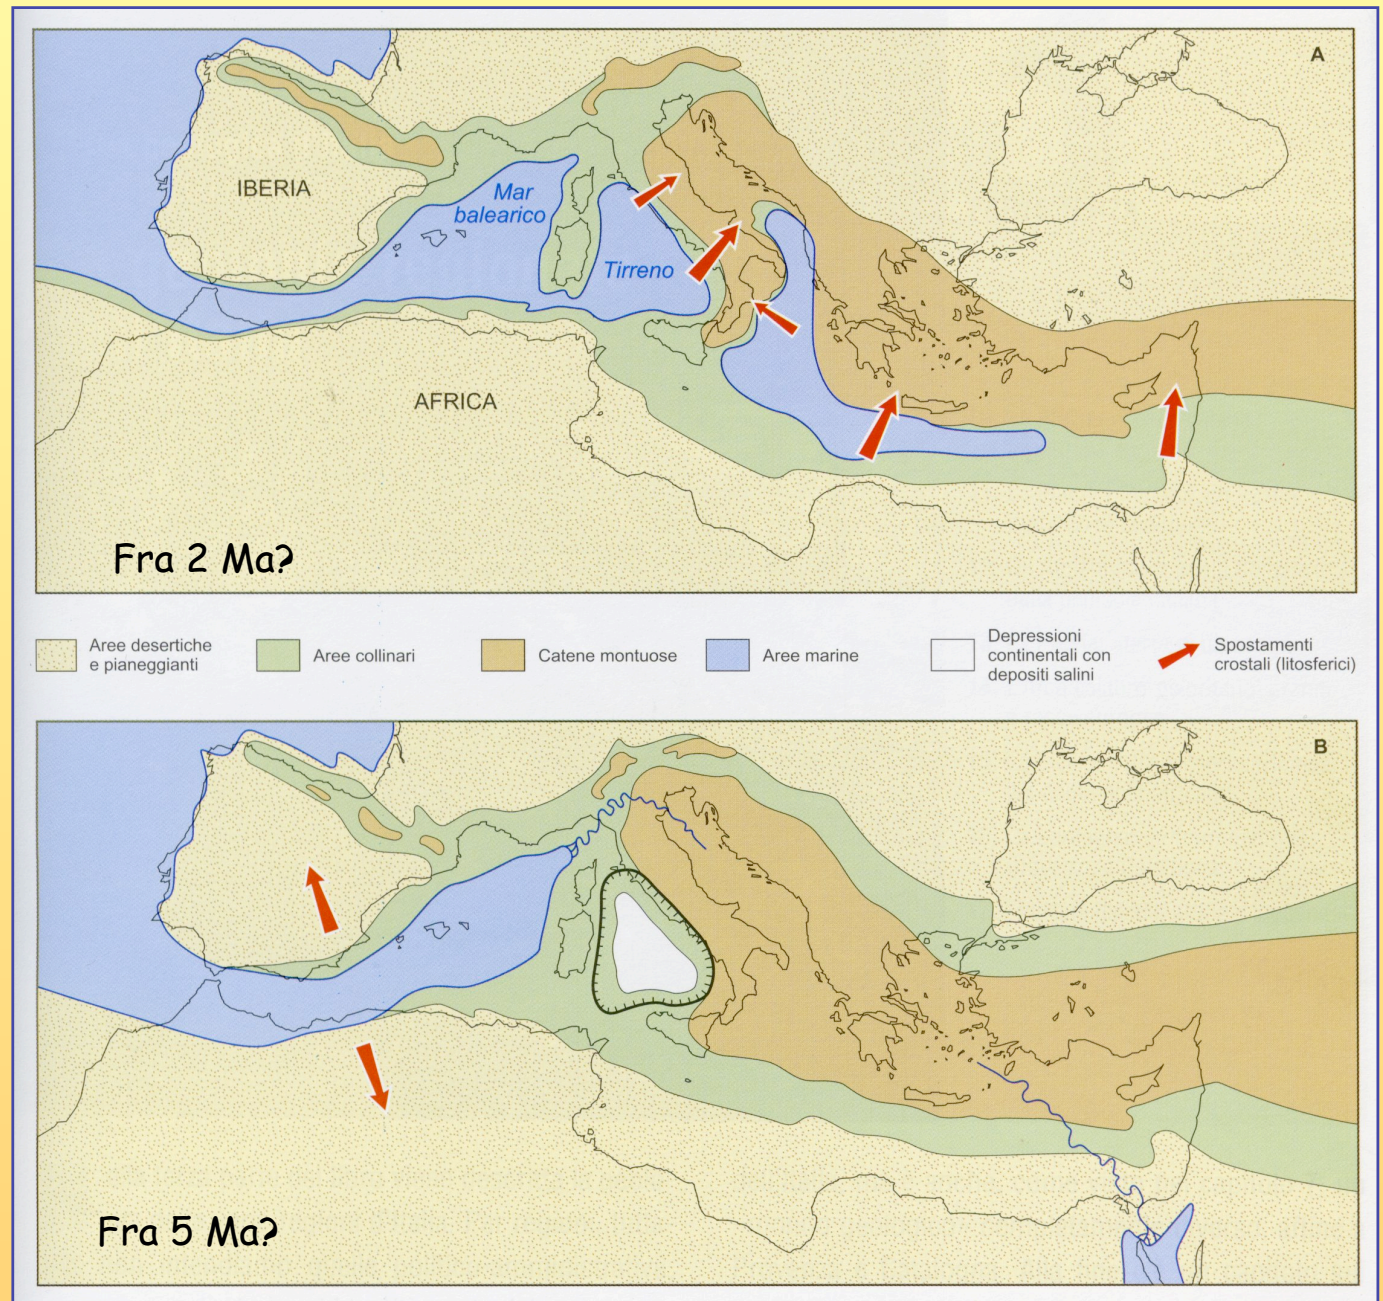 A
IBERIA
Mar
balearico
Tirreno
AFRICA
Fra 2 Ma?
Aree desertiche
e pianeggianti
Aree collinari
Catene montuose
Aree marine
Depressioni
continentali con
depositi salini
Spostamenti
crostali (litosferici)
B
Fra 5 Ma?